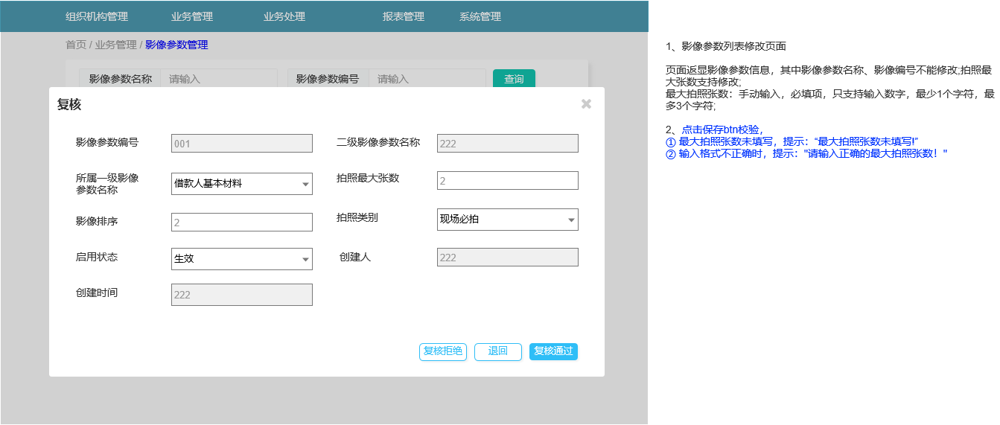 组织机构管理 业务管理 业务处理 报表管理 系统管理
首页 / 业务管理 / 影像参数管理
影像参数名称 请输入 影像参数编号 请输入 查询
复核
影像参数编号 001 二级影像参数名称 222
所属一级影像
参数名称 借款人基本材料 拍照最大张数 2
影像排序 2 拍照类别 现场必拍
启用状态 生效 创建人 222
创建时间 222
复核拒绝 退回 复核通过
1、影像参数列表修改页面
页面返显影像参数信息，其中影像参数名称、影像编号不能修改;拍照最
大张数支持修改;
最大拍照张数：手动输入，必填项，只支持输入数字，最少1个字符，最
多3个字符;
2、点击保存btn校验，
① 最大拍照张数未填写，提示：“最大拍照张数未填写!”
② 输入格式不正确时，提示："请输入正确的最大拍照张数！"